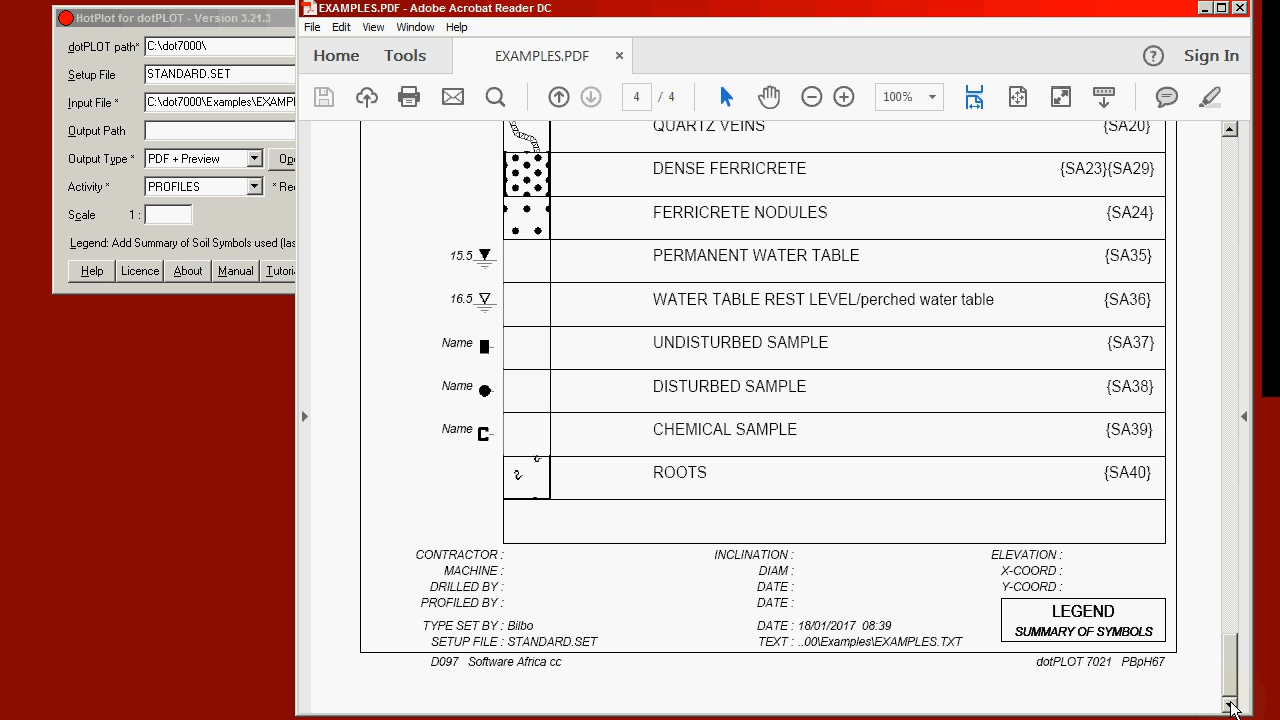 HotPlot for dotPLOT - Version 3.21.3
dotPLOT path* C:\dot7000\
Setup File STANDARD.SET
Input File * C:\dot7000\Examples\EXAMPL
Output Path
Output Type * PDF + Preview Ope
Activity * PROFILES * Rec
Scale 1 :
Legend: Add Summary of Soil Symbols used (las
Help Licence About Manual Tutoria
EXAMPLES.PDF - Adobe Acrobat Reader DC
File Edit View Window Help
Home Tools EXAMPLES.PDF × ? Sign In
4 / 4 100%
QUARTZ VEINS {SA20}
DENSE FERRICRETE {SA23}{SA29}
FERRICRETE NODULES {SA24}
15.5 PERMANENT WATER TABLE {SA35}
16.5 WATER TABLE REST LEVEL/perched water table {SA36}
Name UNDISTURBED SAMPLE {SA37}
Name DISTURBED SAMPLE {SA38}
Name CHEMICAL SAMPLE {SA39}
ROOTS {SA40}
CONTRACTOR : INCLINATION : ELEVATION :
MACHINE : DIAM : X-COORD :
DRILLED BY : DATE : Y-COORD :
PROFILED BY : DATE :
LEGEND
SUMMARY OF SYMBOLS
TYPE SET BY : Bilbo DATE : 18/01/2017 08:39
SETUP FILE : STANDARD.SET TEXT : ..00\Examples\EXAMPLES.TXT
D097 Software Africa cc dotPLOT 7021 PBpH67